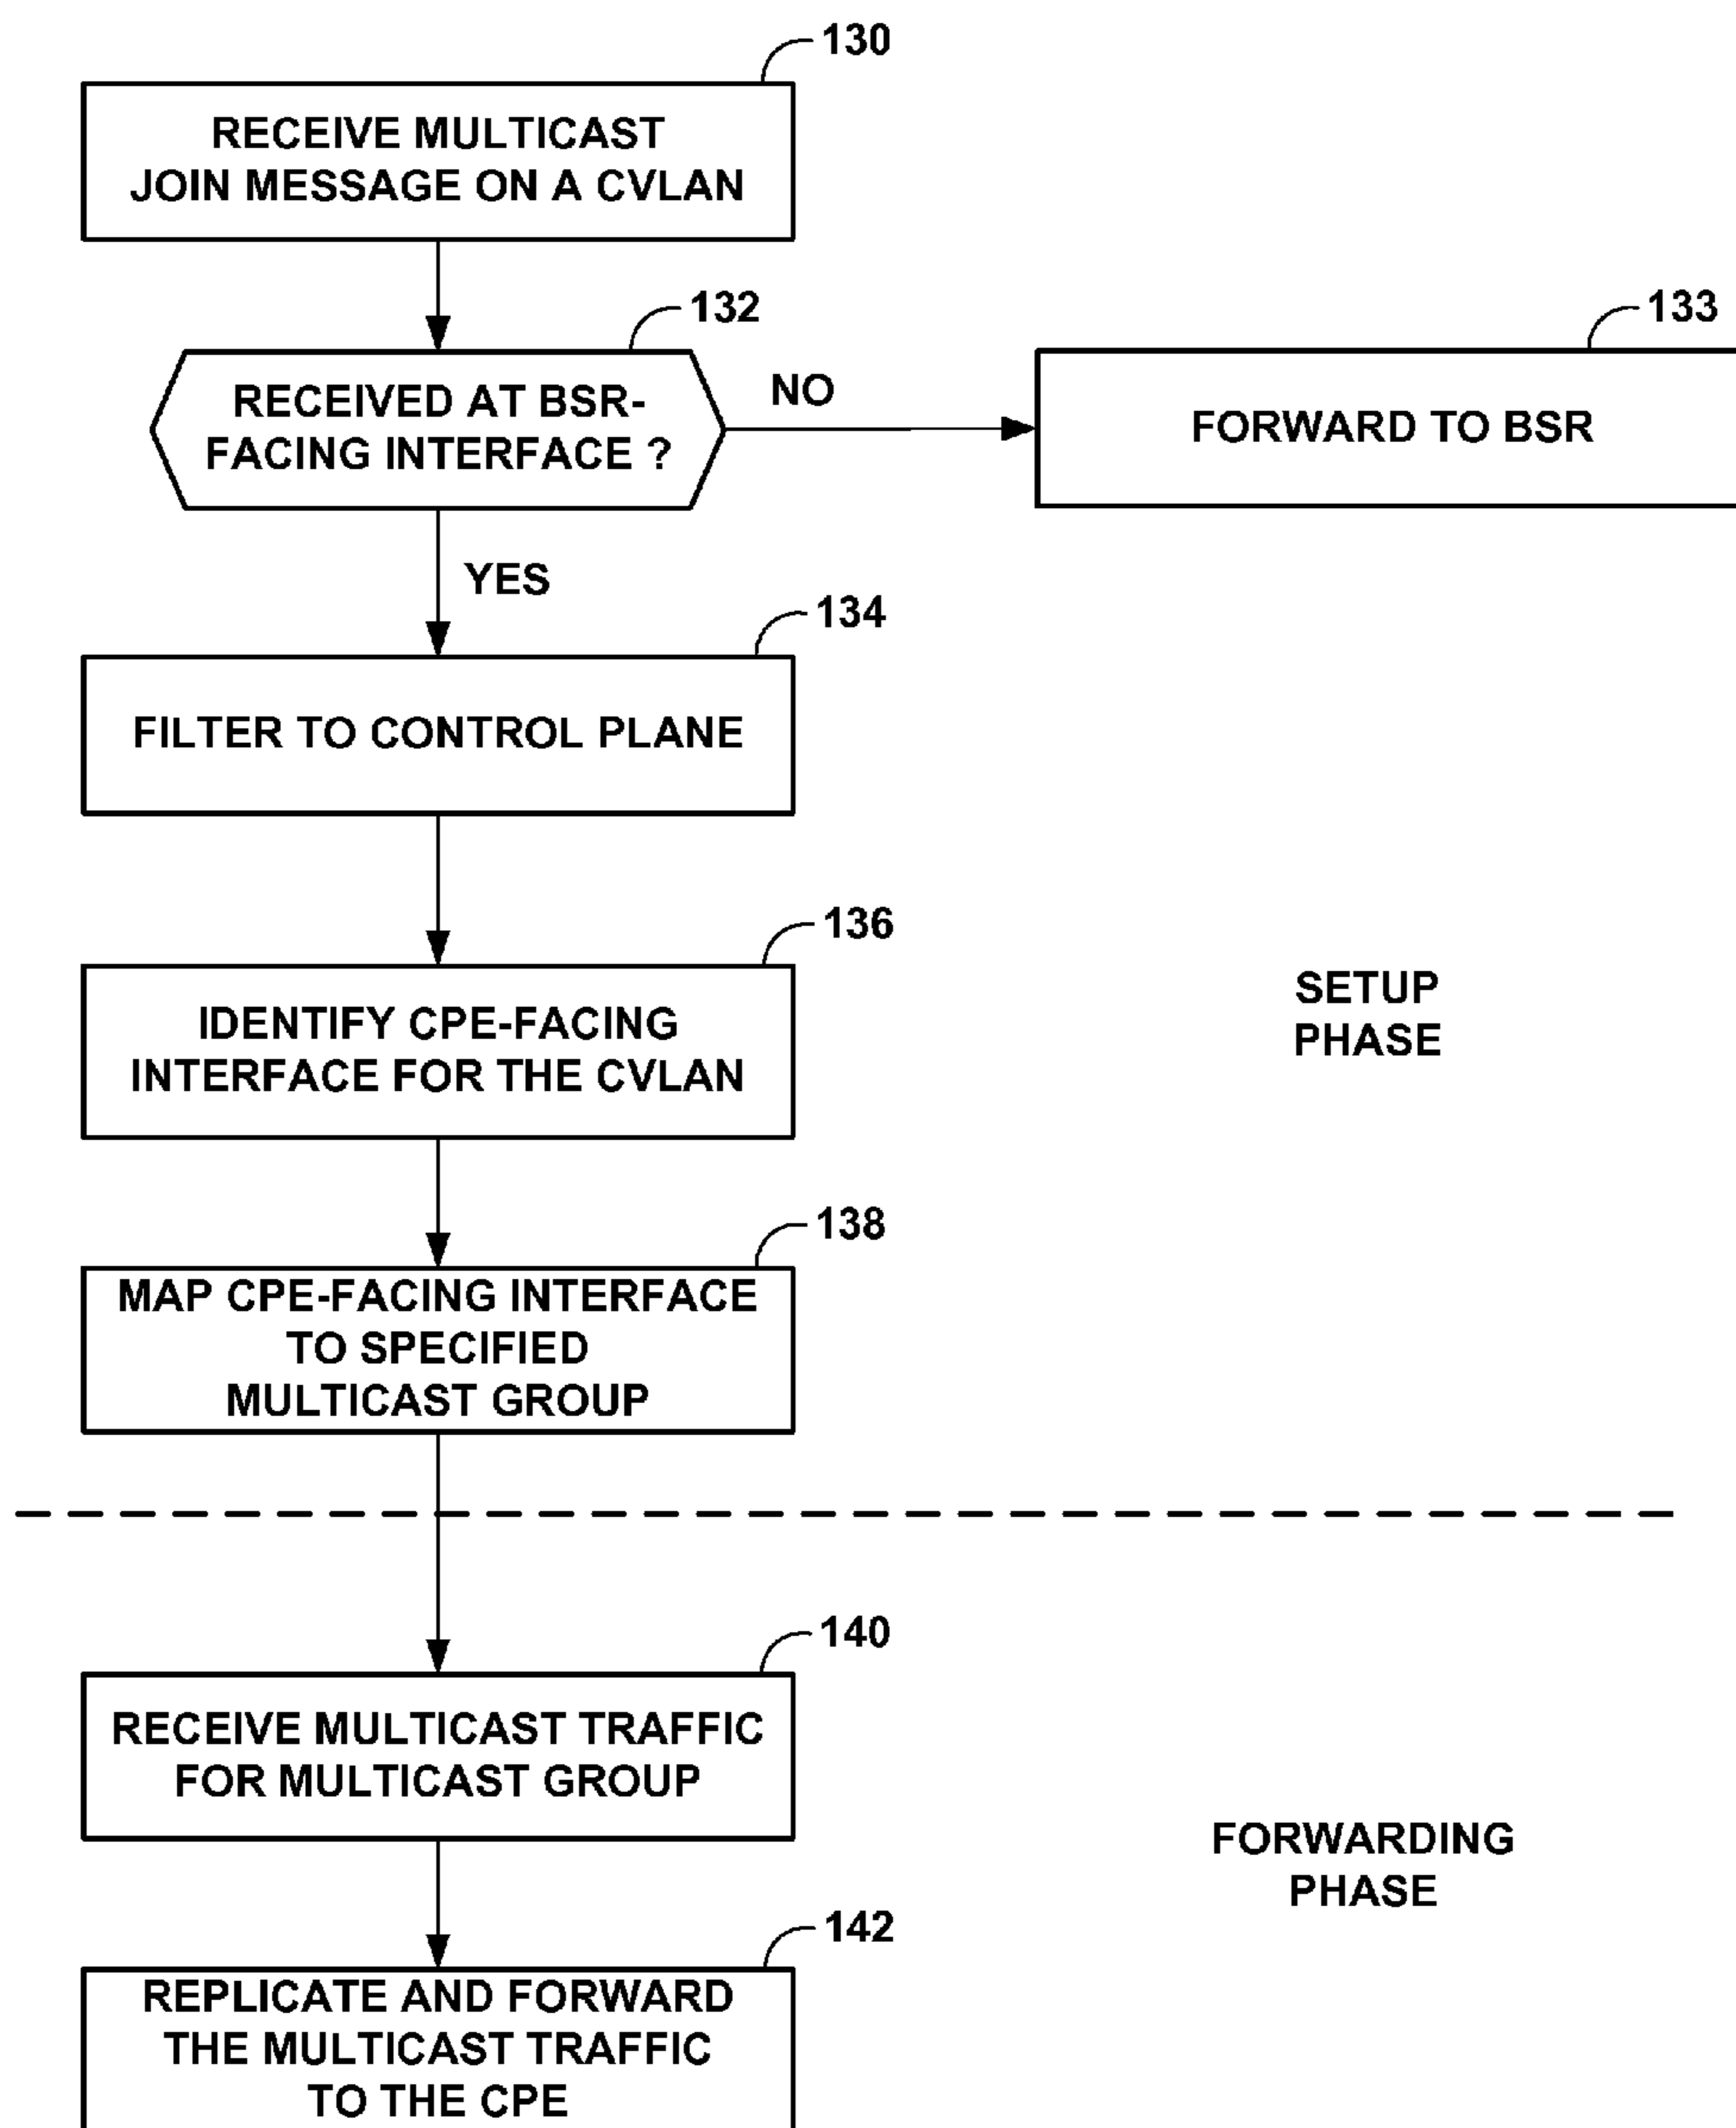 130
RECEIVE MULTICAST
JOIN MESSAGE ON A CVLAN
132
133
RECEIVED AT BSR-
FACING INTERFACE ?
NO
FORWARD TO BSR
YES
134
FILTER TO CONTROL PLANE
136
IDENTIFY CPE-FACING
INTERFACE FOR THE CVLAN
SETUP
PHASE
138
MAP CPE-FACING INTERFACE
TO SPECIFIED
MULTICAST GROUP
140
RECEIVE MULTICAST TRAFFIC
FOR MULTICAST GROUP
FORWARDING
PHASE
142
REPLICATE AND FORWARD
THE MULTICAST TRAFFIC
TO THE CPE